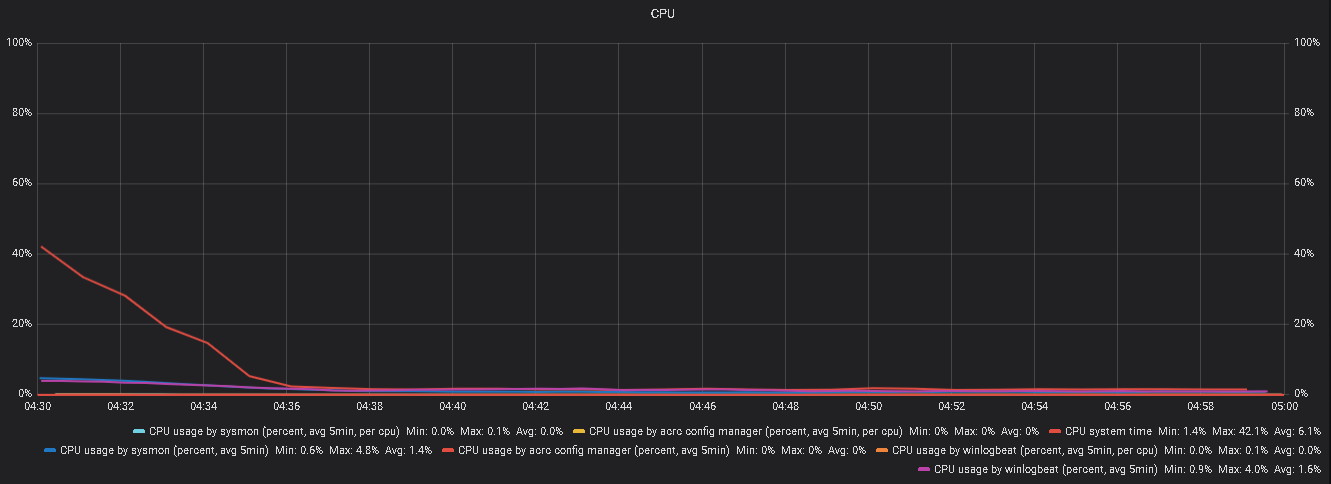 CPU
100% 100%
80% 80%
60% 60%
40% 40%
20% 20%
0% 0%
04:30 04:32 04:34 04:36 04:38 04:40 04:42 04:44 04:46 04:48 04:50 04:52 04:54 04:56 04:58 05:00
CPU usage by sysmon (percent, avg 5min, per cpu) Min: 0.0% Max: 0.1% Avg: 0.0% CPU usage by acrc config manager (percent, avg 5min, per cpu) Min: 0% Max: 0% Avg: 0% CPU system time Min: 1.4% Max: 42.1% Avg: 6.1%
CPU usage by sysmon (percent, avg 5min) Min: 0.6% Max: 4.8% Avg: 1.4% CPU usage by acrc config manager (percent, avg 5min) Min: 0% Max: 0% Avg: 0% CPU usage by winlogbeat (percent, avg 5min, per cpu) Min: 0.0% Max: 0.1% Avg: 0.0%
CPU usage by winlogbeat (percent, avg 5min) Min: 0.9% Max: 4.0% Avg: 1.6%